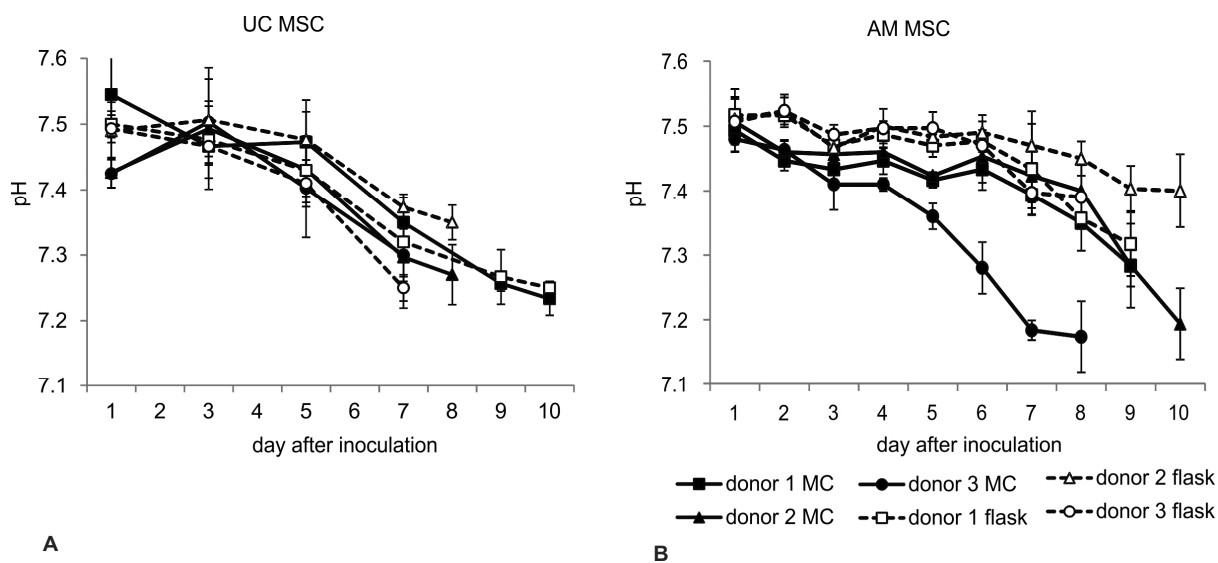 UC MSC
7.6
7.5
7.4
7.3
7.2
7.1
pH
1 2 3 4 5 6 7 8 9 10
day after inoculation
A
AM MSC
7.6
7.5
7.4
7.3
7.2
7.1
pH
1 2 3 4 5 6 7 8 9 10
day after inoculation
donor 1 MC donor 3 MC donor 2 flask
donor 2 MC donor 1 flask donor 3 flask
B